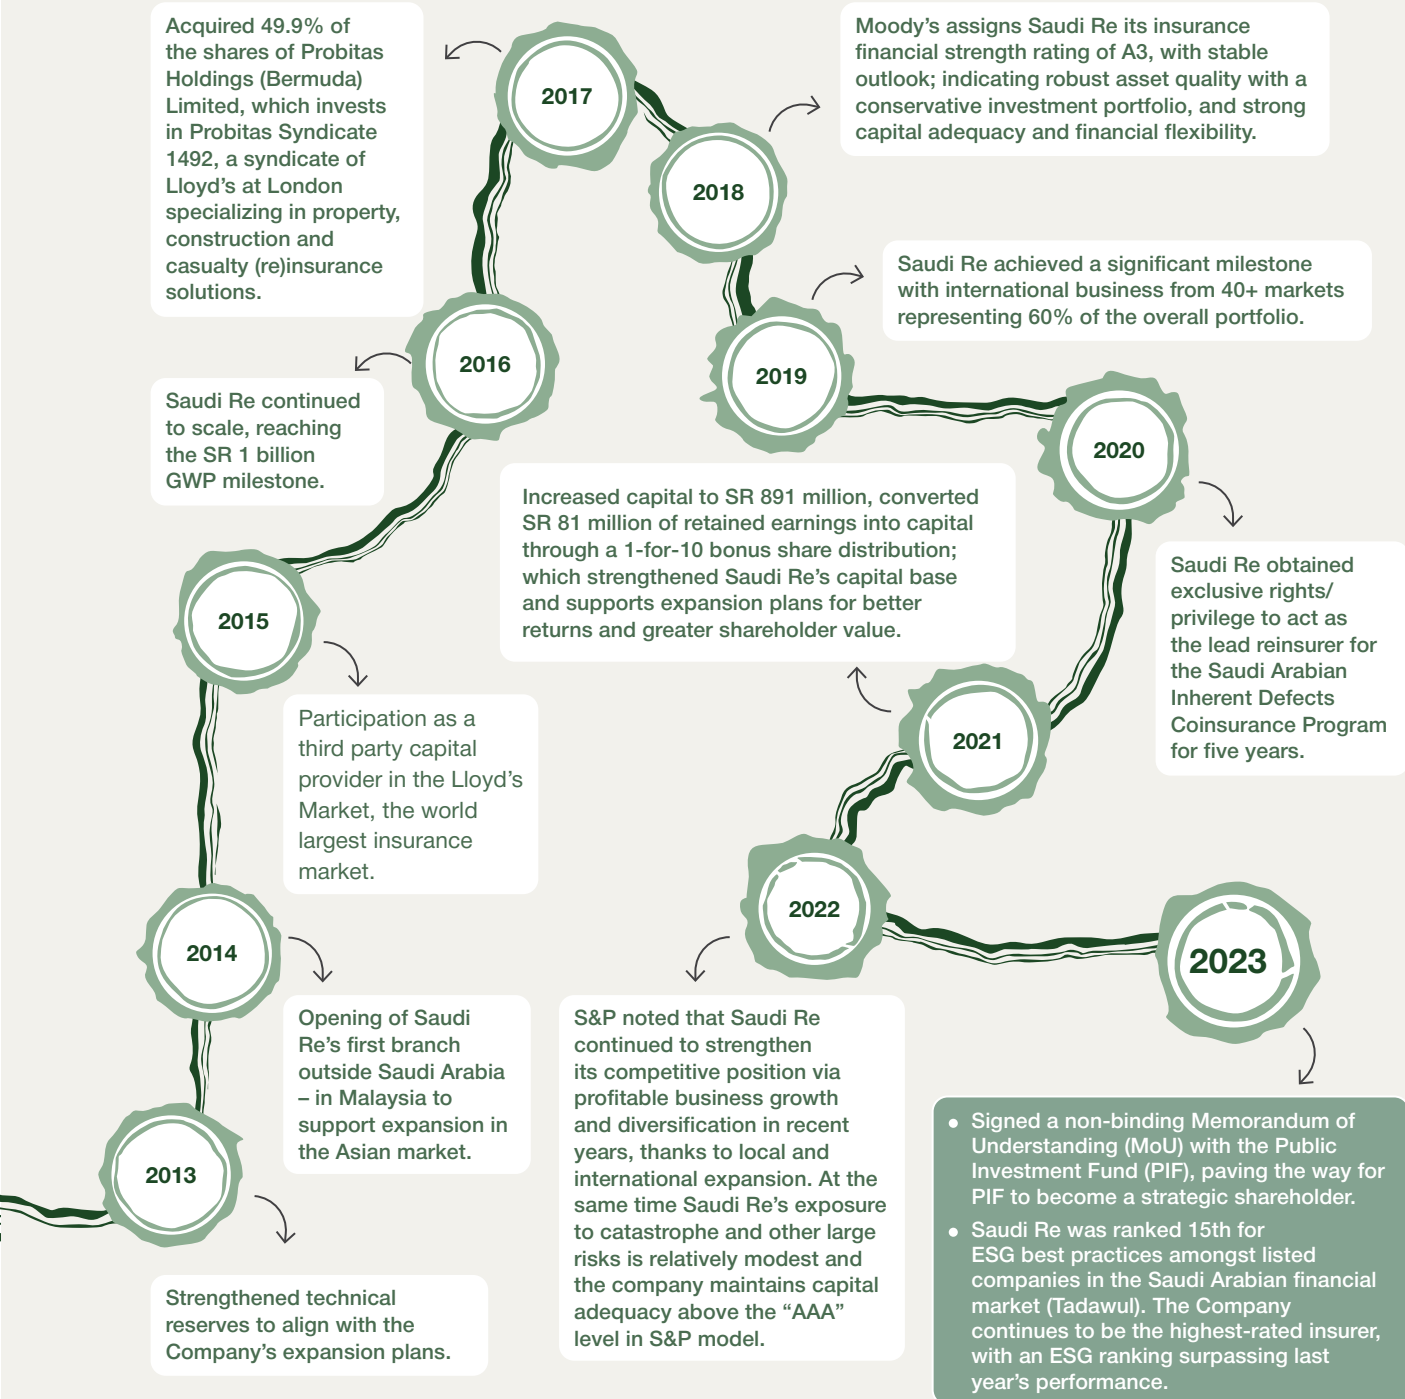 Acquired 49.9% of
the shares of Probitas
Holdings (Bermuda)
Limited, which invests
in Probitas Syndicate
1492, a syndicate of
Lloyd’s at London
specializing in property,
construction and
casualty (re)insurance
solutions.
2017
Moody’s assigns Saudi Re its insurance
financial strength rating of A3, with stable
outlook; indicating robust asset quality with a
conservative investment portfolio, and strong
capital adequacy and financial flexibility.
2018
Saudi Re achieved a significant milestone
with international business from 40+ markets
representing 60% of the overall portfolio.
2019
2016
Saudi Re continued
to scale, reaching
the SR 1 billion
GWP milestone.
2020
Saudi Re obtained
exclusive rights/
privilege to act as
the lead reinsurer for
the Saudi Arabian
Inherent Defects
Coinsurance Program
for five years.
Increased capital to SR 891 million, converted
SR 81 million of retained earnings into capital
through a 1-for-10 bonus share distribution;
which strengthened Saudi Re’s capital base
and supports expansion plans for better
returns and greater shareholder value.
2021
2015
Participation as a
third party capital
provider in the Lloyd’s
Market, the world
largest insurance
market.
2022
S&P noted that Saudi Re
continued to strengthen
its competitive position via
profitable business growth
and diversification in recent
years, thanks to local and
international expansion. At the
same time Saudi Re’s exposure
to catastrophe and other large
risks is relatively modest and
the company maintains capital
adequacy above the “AAA”
level in S&P model.
2014
Opening of Saudi
Re’s first branch
outside Saudi Arabia
– in Malaysia to
support expansion in
the Asian market.
2023
• Signed a non-binding Memorandum of
Understanding (MoU) with the Public
Investment Fund (PIF), paving the way for
PIF to become a strategic shareholder.
• Saudi Re was ranked 15th for
ESG best practices amongst listed
companies in the Saudi Arabian financial
market (Tadawul). The Company
continues to be the highest-rated insurer,
with an ESG ranking surpassing last
year’s performance.
2013
Strengthened technical
reserves to align with the
Company’s expansion plans.